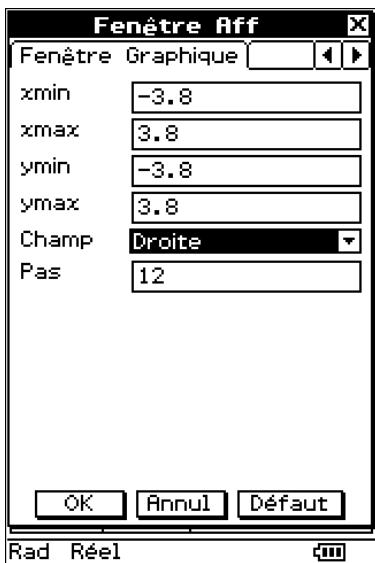 Fenêtre Aff
Fenêtre Graphique
xmin -3.8
xmax 3.8
ymin -3.8
ymax 3.8
Champ Droite
Pas 12
OK Annul Défaut
Rad Réel